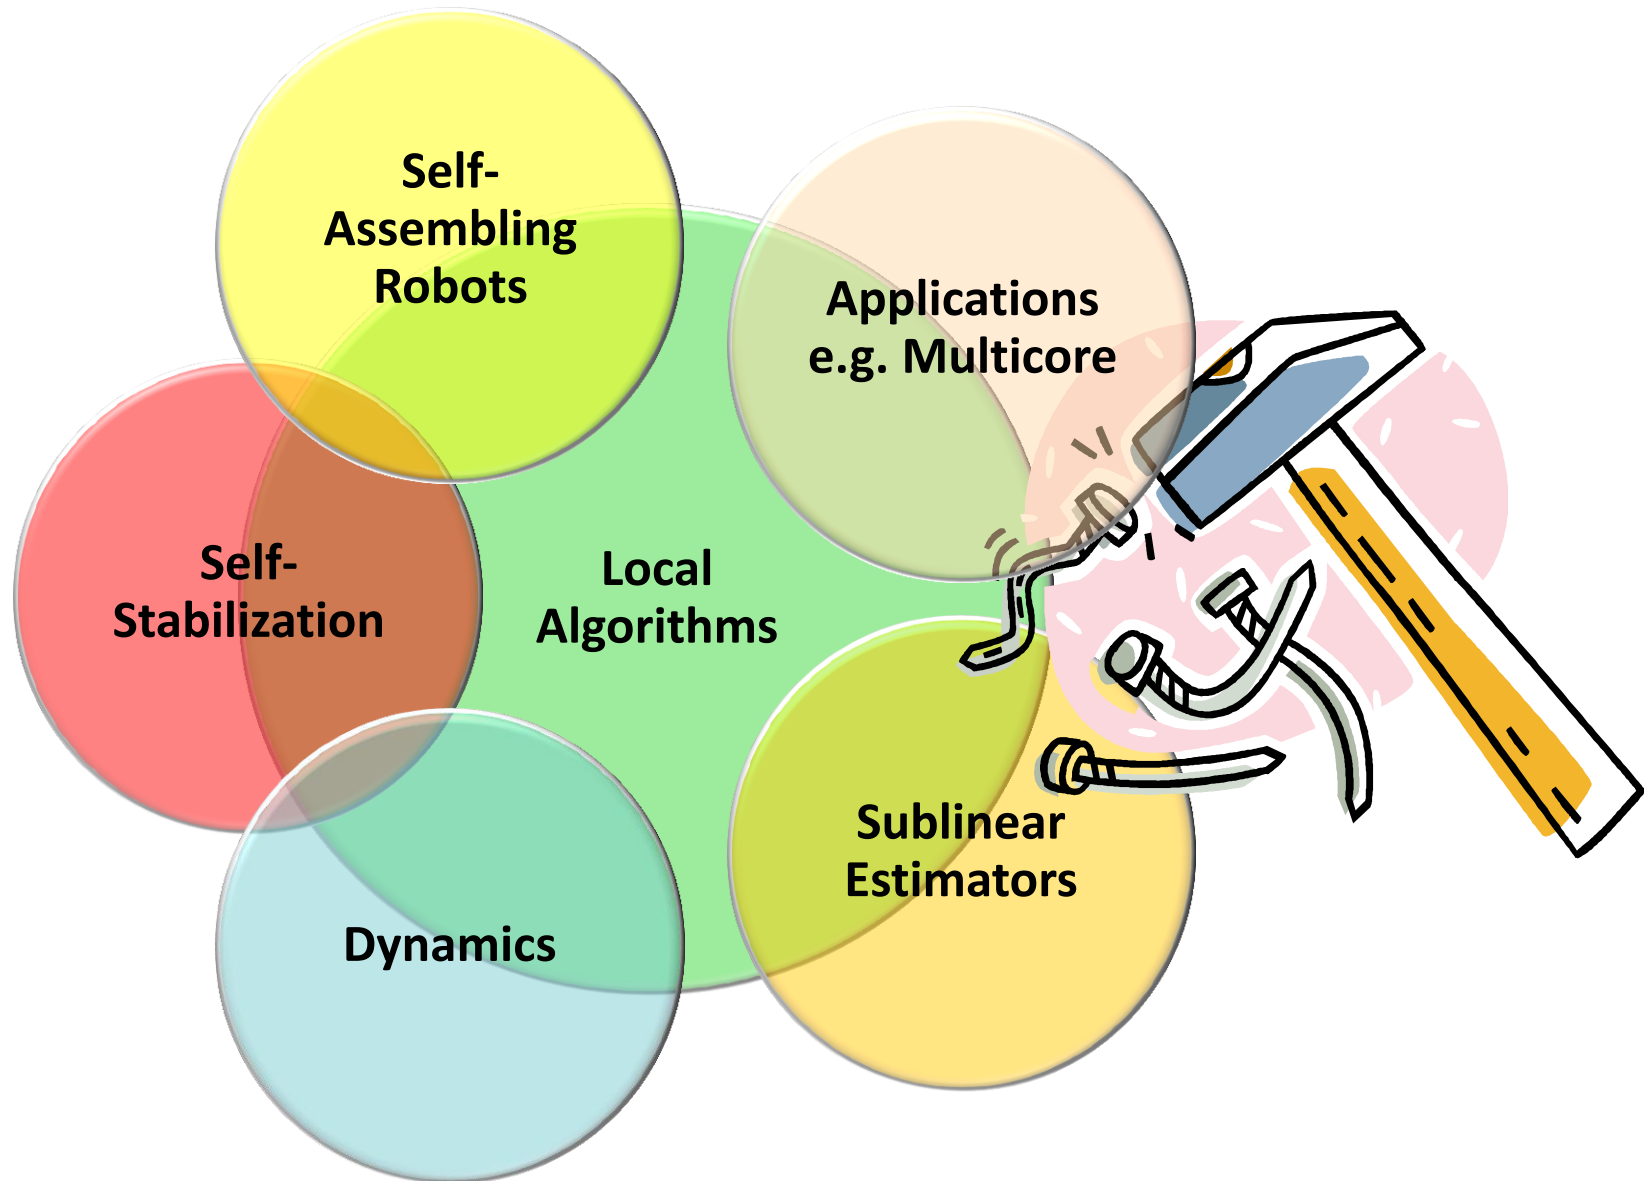 Self-
Assembling
Robots
Applications
e.g. Multicore
Self-
Stabilization
Local
Algorithms
Sublinear
Estimators
Dynamics